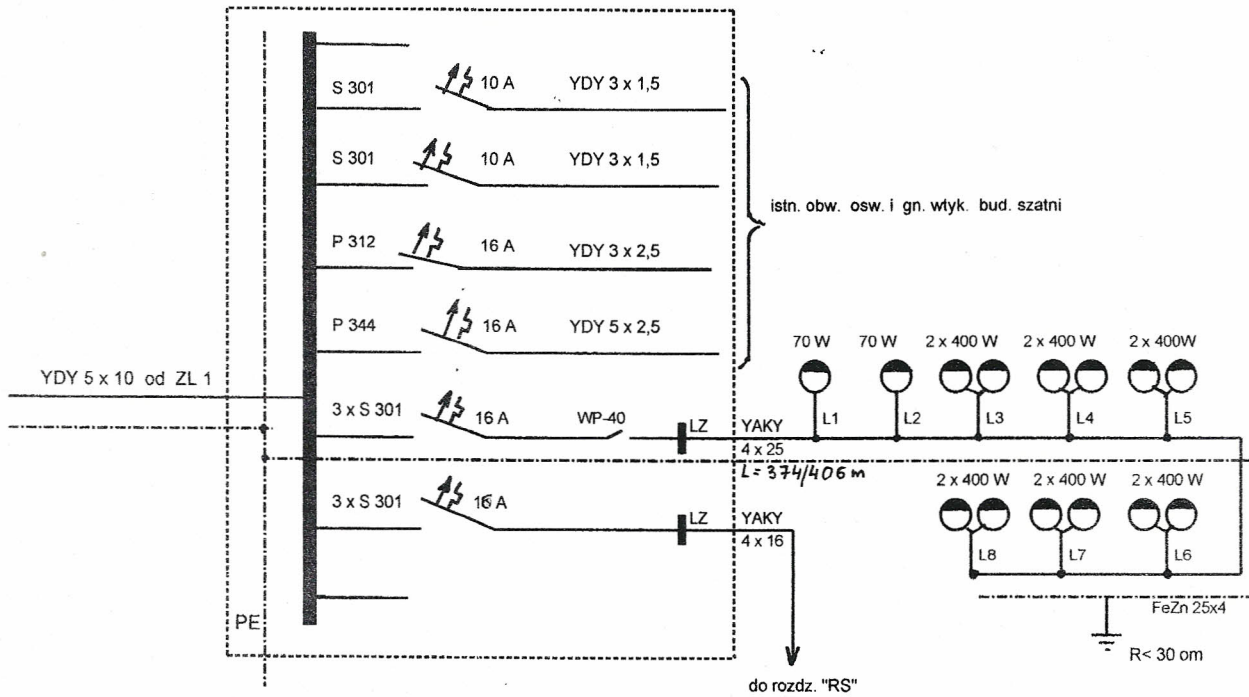 S 301 10 A YDY 3 x 1,5
S 301 10 A YDY 3 x 1,5
istn. obw. osw. i gn. wtyk. bud. szatni
P 312 16 A YDY 3 x 2,5
P 344 16 A YDY 5 x 2,5
70 W 70 W 2 x 400 W 2 x 400 W 2 x 400W
YDY 5 x 10 od ZL 1
3 x S 301 16 A WP-40 LZ YAKY
4 x 25
L1 L2 L3 L4 L5
L= 374/406 m
2 x 400 W 2 x 400 W 2 x 400 W
3 x S 301 16 A LZ YAKY
4 x 16
L8 L7 L6
FeZn 25x4
PE
R< 30 om
do rozdz. "RS"